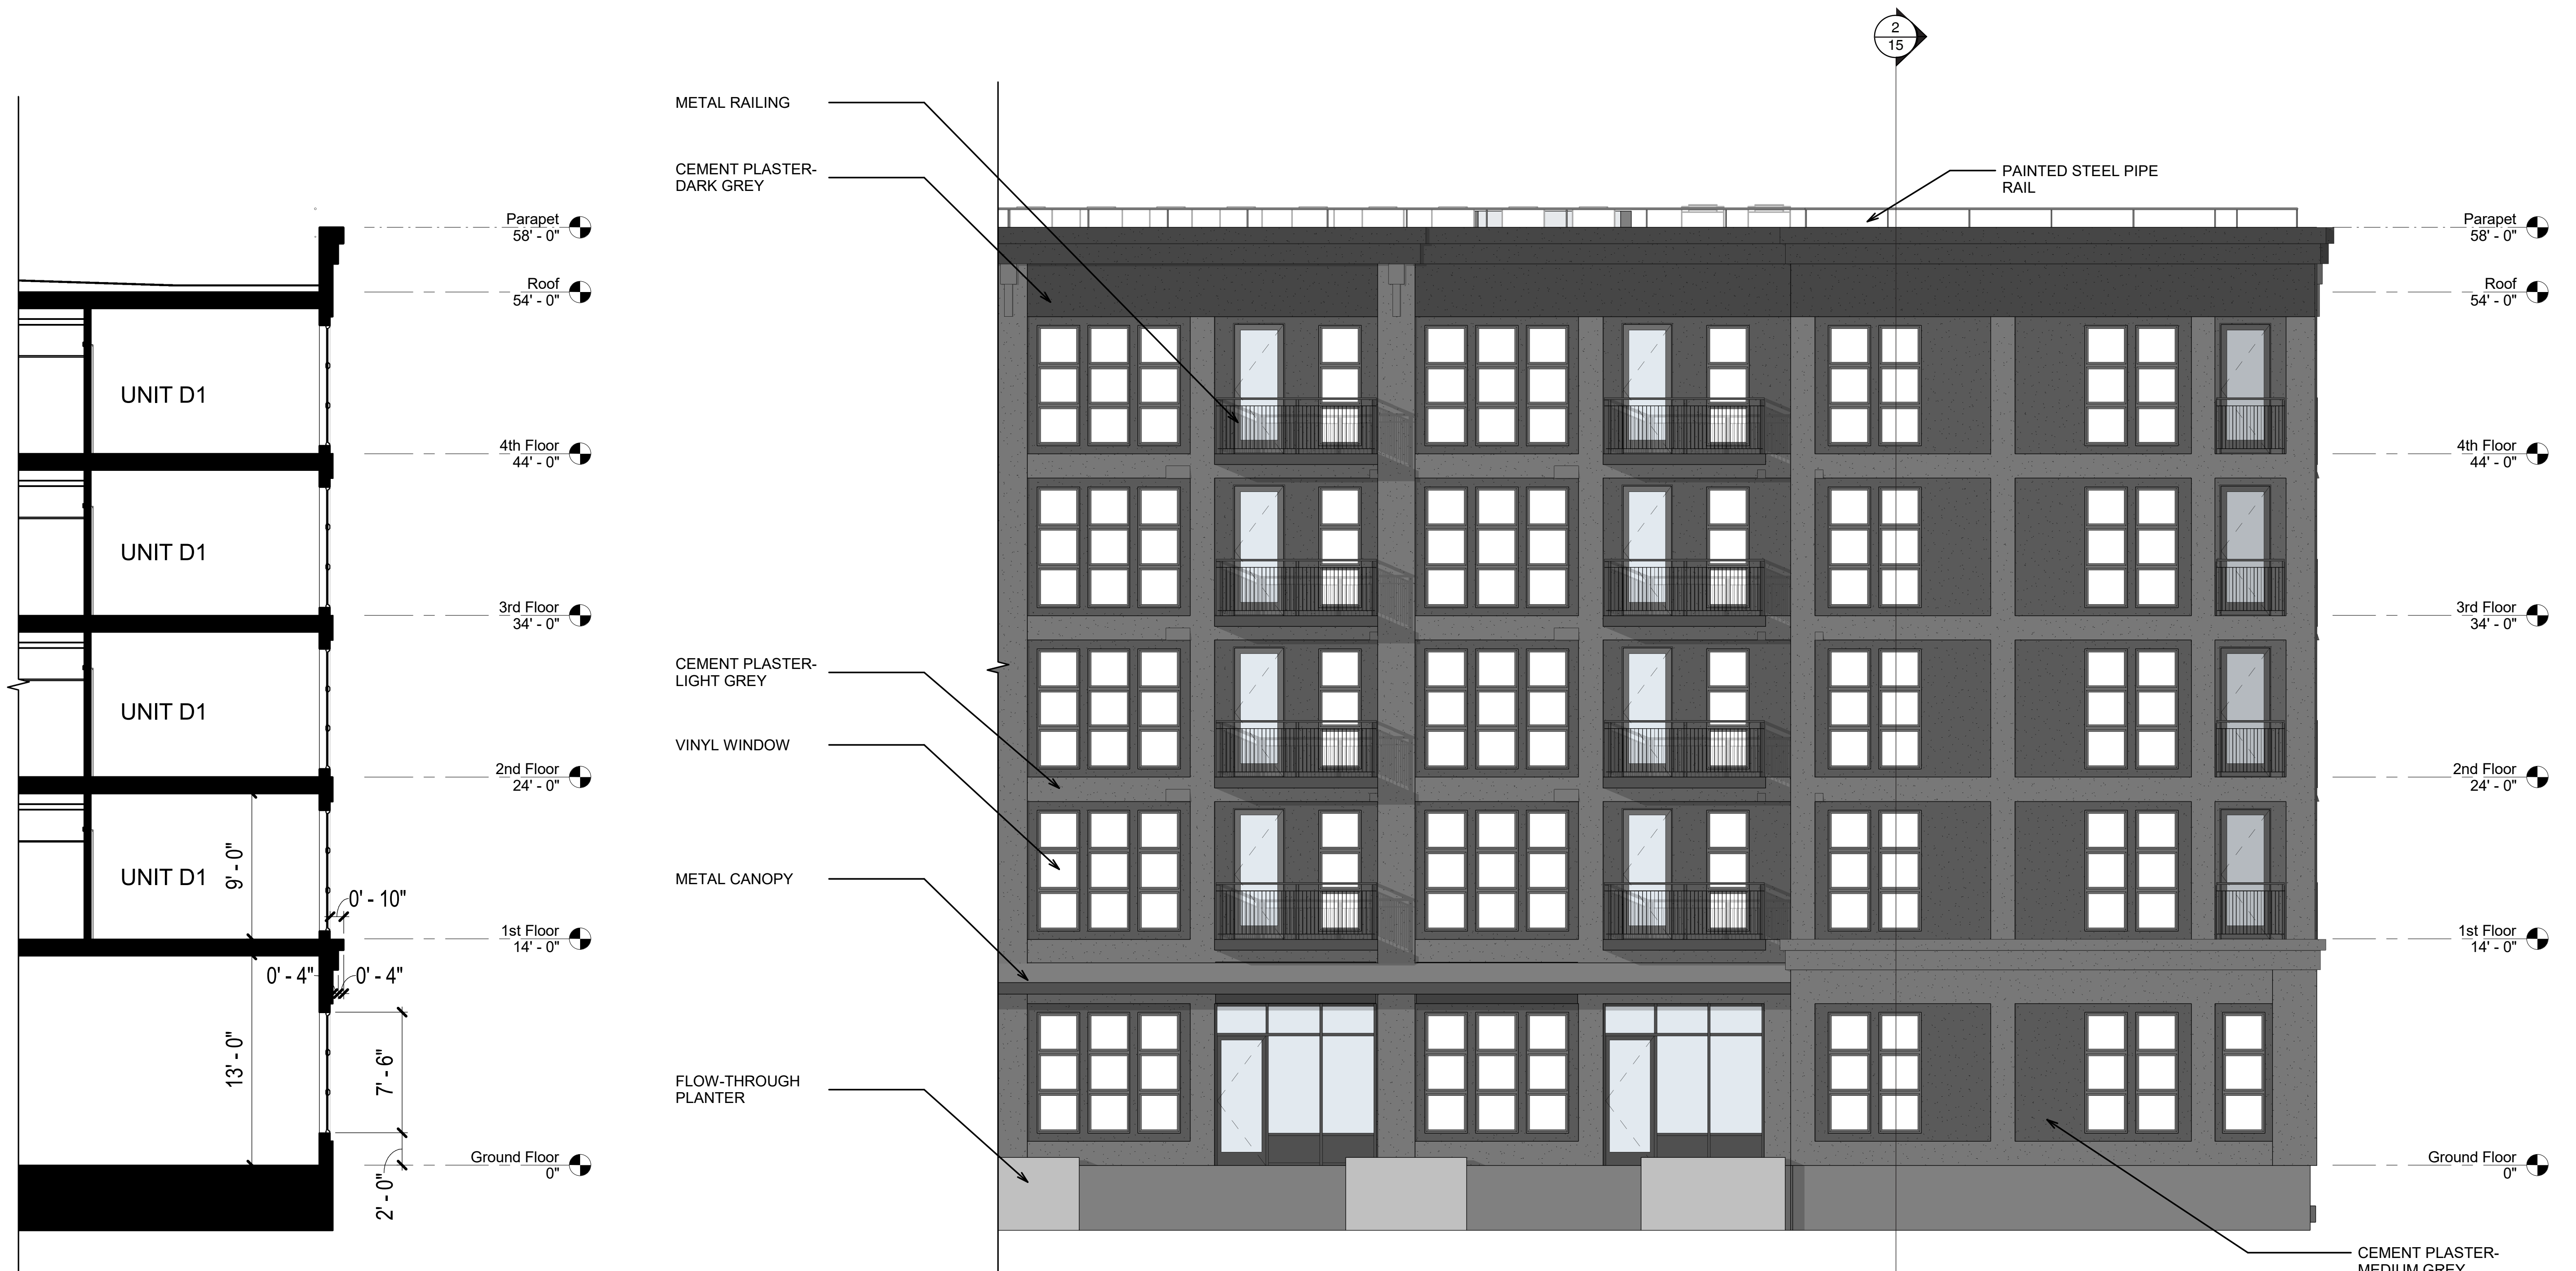 2
15
METAL RAILING
CEMENT PLASTER-
DARK GREY
PAINTED STEEL PIPE
RAIL
Parapet
58' - 0"
Roof
54' - 0"
UNIT D1
4th Floor
44' - 0"
UNIT D1
3rd Floor
34' - 0"
UNIT D1
2nd Floor
24' - 0"
UNIT D1
9' - 0"
0' - 10"
1st Floor
14' - 0"
0' - 4"
0' - 4"
13' - 0"
7' - 6"
Ground Floor
0"
2' - 0"
CEMENT PLASTER-
LIGHT GREY
VINYL WINDOW
METAL CANOPY
FLOW-THROUGH
PLANTER
Parapet
58' - 0"
Roof
54' - 0"
4th Floor
44' - 0"
3rd Floor
34' - 0"
2nd Floor
24' - 0"
1st Floor
14' - 0"
Ground Floor
0"
CEMENT PLASTER-
MEDIUM GREY